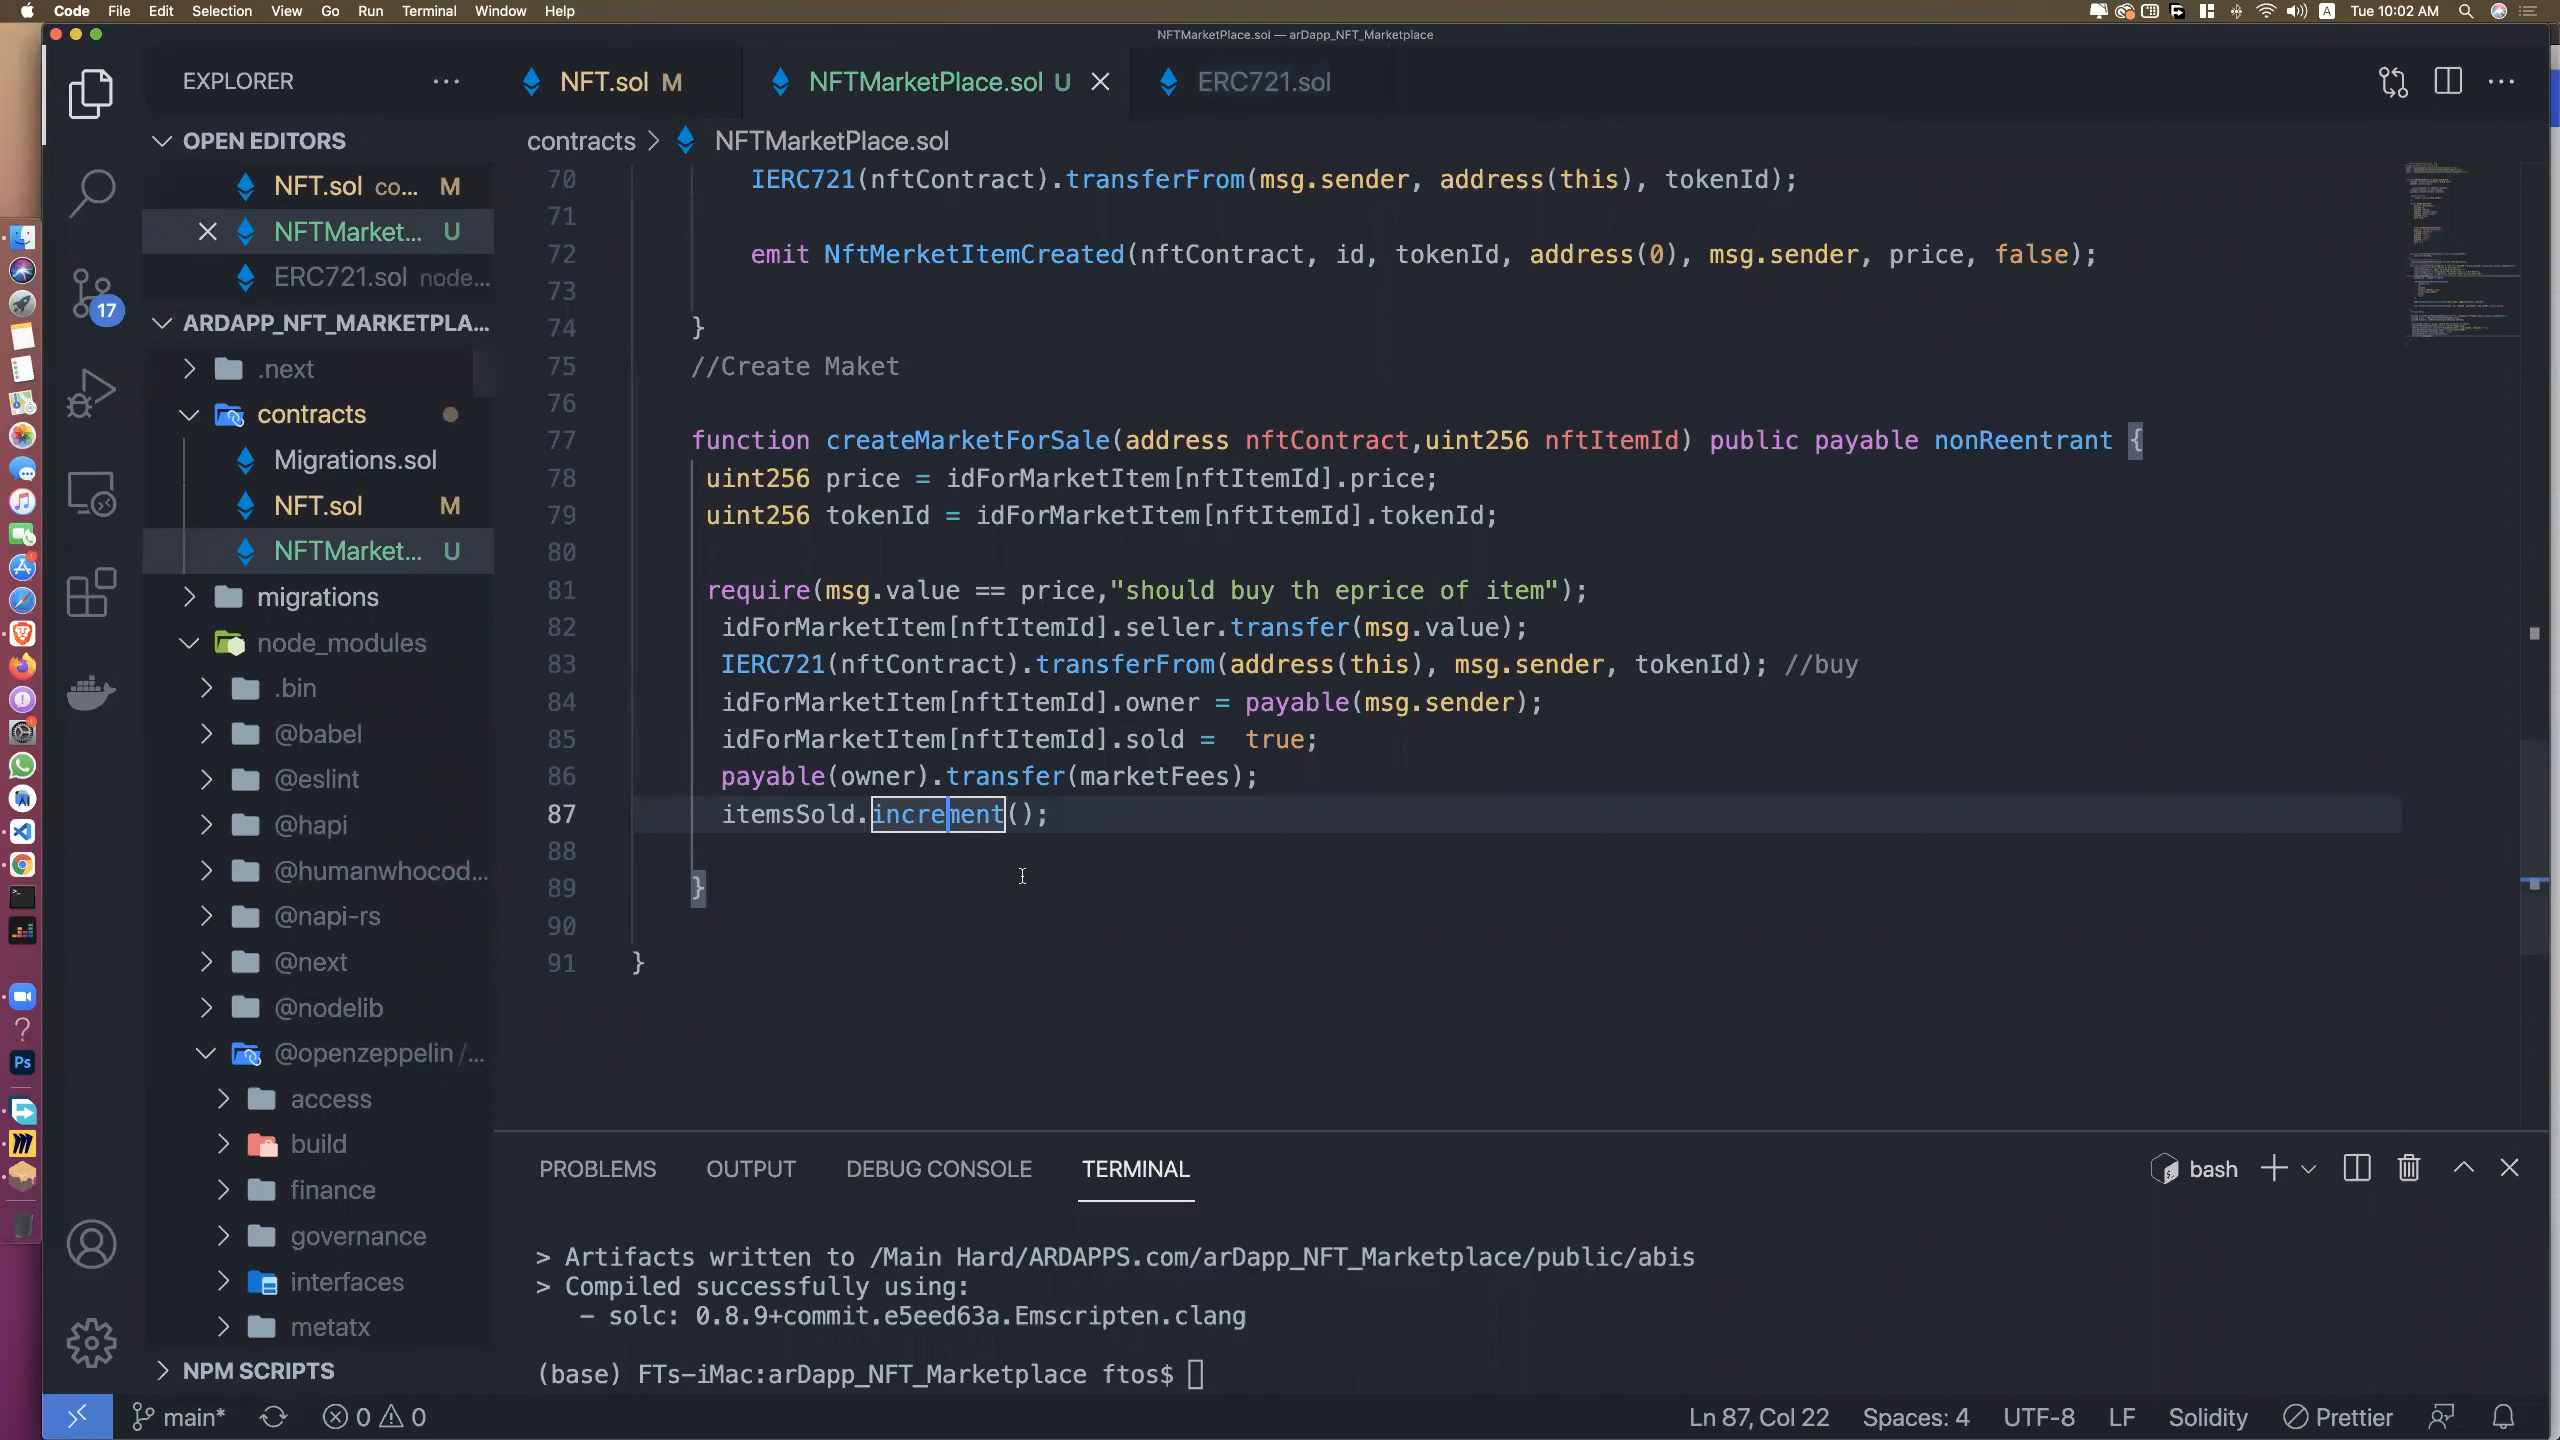 Code File Edit Selection View Go Run Terminal Window Help
A Tue 10:02 AM
NFTMarketPlace.sol — arDapp_NFT_Marketplace
EXPLORER
NFT.sol M
NFTMarketPlace.sol U
ERC721.sol
OPEN EDITORS
NFT.sol co... M
NFTMarket... U
ERC721.sol node...
17
ARDAPP_NFT_MARKETPLA...
.next
contracts
Migrations.sol
NFT.sol M
NFTMarket... U
migrations
node_modules
.bin
@babel
@eslint
@hapi
@humanwhocod...
@napi-rs
@next
@nodelib
@openzeppelin/...
access
build
finance
governance
interfaces
metatx
NPM SCRIPTS
Ps
contracts > NFTMarketPlace.sol
70 IERC721(nftContract).transferFrom(msg.sender, address(this), tokenId);
71
72 emit NftMerketItemCreated(nftContract, id, tokenId, address(0), msg.sender, price, false);
73
74 }
75 //Create Maket
76
77 function createMarketForSale(address nftContract,uint256 nftItemId) public payable nonReentrant {
78 uint256 price = idForMarketItem[nftItemId].price;
79 uint256 tokenId = idForMarketItem[nftItemId].tokenId;
80
81 require(msg.value == price,"should buy th eprice of item");
82 idForMarketItem[nftItemId].seller.transfer(msg.value);
83 IERC721(nftContract).transferFrom(address(this), msg.sender, tokenId); //buy
84 idForMarketItem[nftItemId].owner = payable(msg.sender);
85 idForMarketItem[nftItemId].sold = true;
86 payable(owner).transfer(marketFees);
87 itemsSold.increment();
88
89 }
90
91 }
PROBLEMS OUTPUT DEBUG CONSOLE TERMINAL
bash
> Artifacts written to /Main Hard/ARDAPPS.com/arDapp_NFT_Marketplace/public/abis
> Compiled successfully using:
- solc: 0.8.9+commit.e5eed63a.Emscripten.clang
(base) FTs-iMac:arDapp_NFT_Marketplace ftos$
main* 0 0
Ln 87, Col 22 Spaces: 4 UTF-8 LF Solidity Prettier